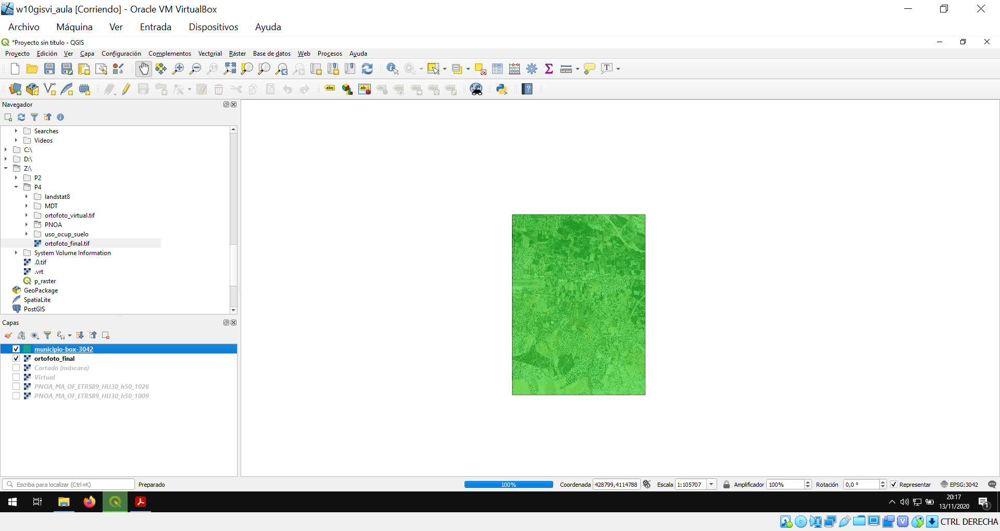 w10gisvi_aula [Corriendo] - Oracle VM VirtualBox
Archivo Máquina Ver Entrada Dispositivos Ayuda
*Proyecto sin título - QGIS
Proyecto Edición Ver Capa Configuración Complementos Vectorial Ráster Base de datos Web Procesos Ayuda
Navegador
Searches
Videos
C:\
D:\
Z:\
P2
P4
landstat8
MDT
ortofoto_virtual.tif
PNOA
uso_ocup_suelo
ortofoto_final.tif
System Volume Information
.0.tif
.vrt
p_raster
GeoPackage
SpatiaLite
PostGIS
Capas
municipio-box-3042
ortofoto_final
Cortado (máscara)
Virtual
PNOA_MA_OF_ETRS89_HU30_h50_1026
PNOA_MA_OF_ETRS89_HU30_h50_1009
Escriba para localizar (Ctrl+K) Preparado 100% Coordenada 428799,4114788 Escala 1:105707 Amplificador 100% Rotación 0,0 ° Representar EPSG:3042
20:17
13/11/2020
1
CTRL DERECHA